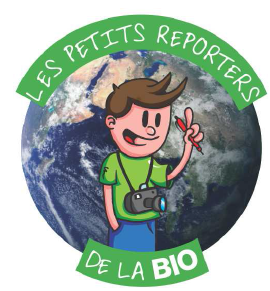 LES PETITS REPORTERS
DE LA BIO